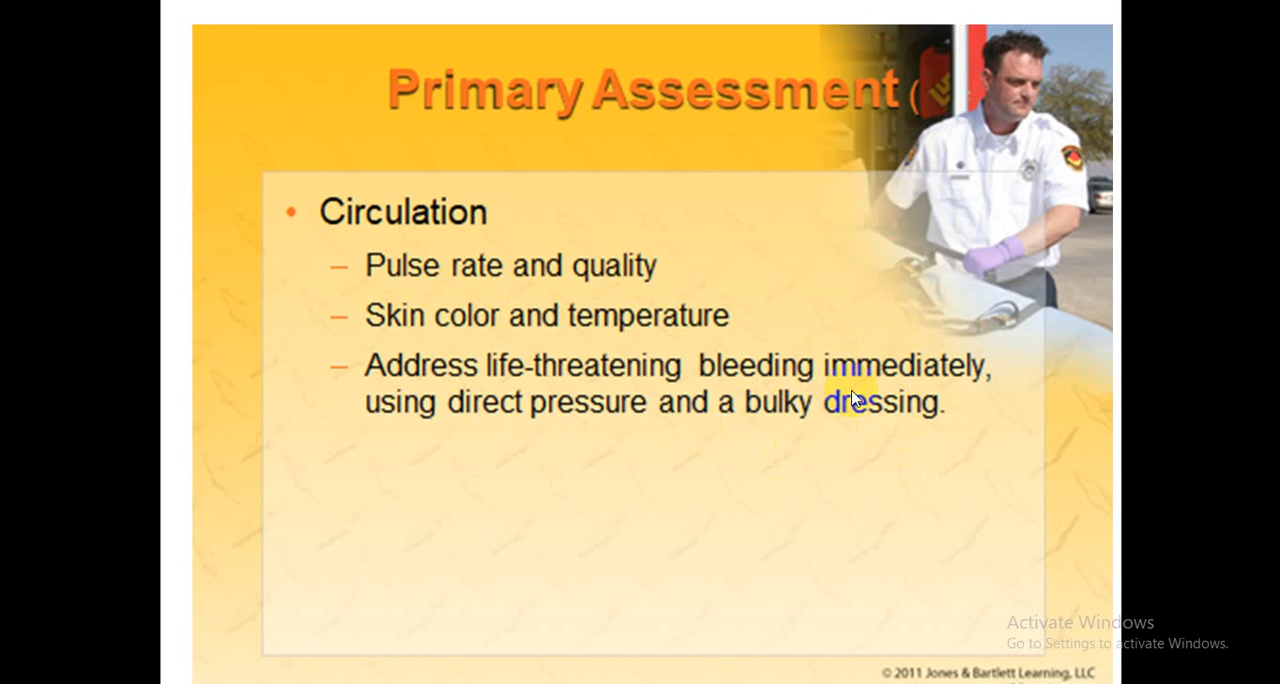 Primary Assessment (
• Circulation
– Pulse rate and quality
– Skin color and temperature
– Address life-threatening bleeding immediately,
using direct pressure and a bulky dressing.
Activate Windows
Go to Settings to activate Windows.
© 2011 Jones & Bartlett Learning, LLC